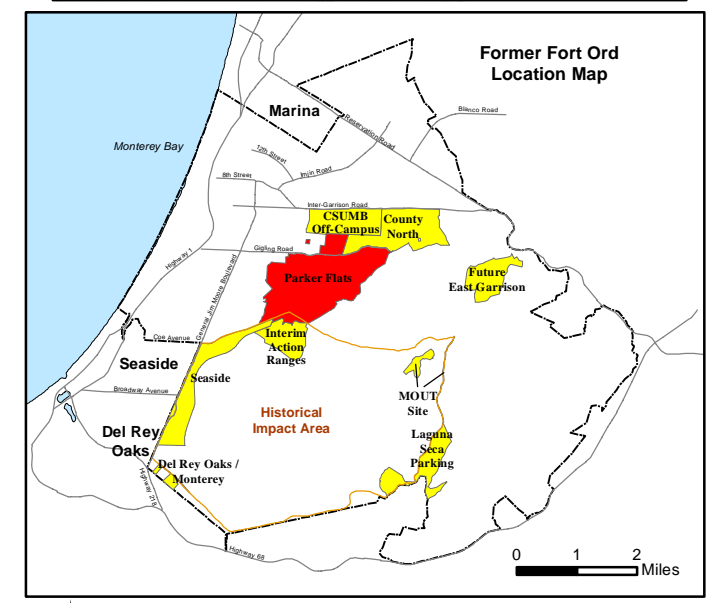 Former Fort Ord
Location Map
Marina
Blanco Road
Reservation Road
Monterey Bay
12th Street
Imjin Road
8th Street
Inter-Garrison Road
CSUMB
Off-Campus
County
North
Gigling Road
Highway 1
General Jim Moore Boulevard
Parker Flats
Future
East Garrison
Coe Avenue
Interim
Action
Ranges
Seaside
Seaside
Broadway Avenue
MOUT
Site
Historical
Impact Area
Del Rey
Oaks
Laguna
Seca
Parking
Del Rey Oaks /
Monterey
Highway 218
Highway 68
0 1 2
Miles